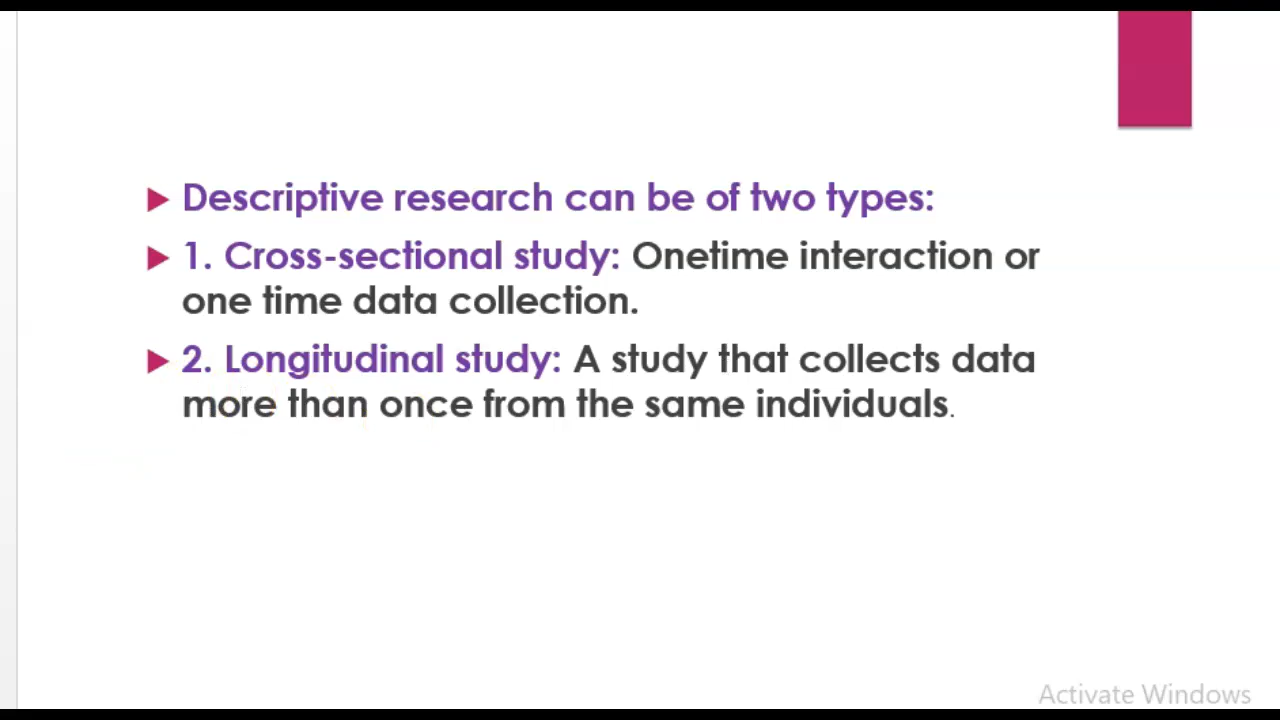 Descriptive research can be of two types:
1. Cross-sectional study: Onetime interaction or
one time data collection.
2. Longitudinal study: A study that collects data
more than once from the same individuals.
Activate Windows